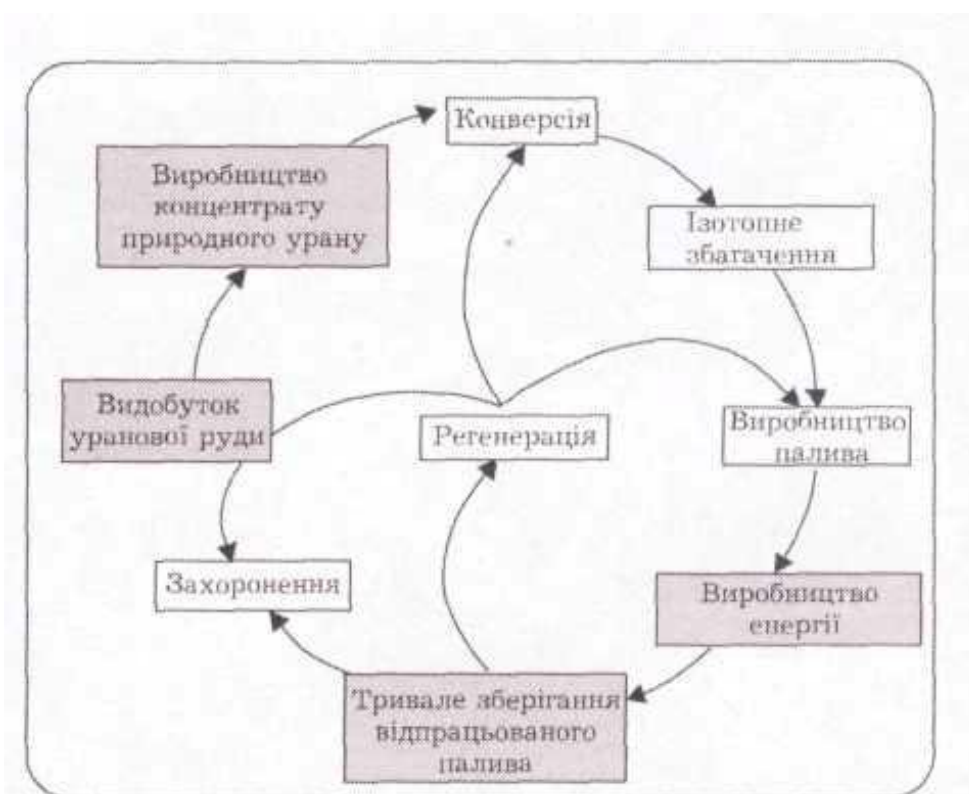 Конверсія
Виробництво
концентрату
природного урану
Ізотопне
збагачення
Видобуток
уранової руди
Регенерація
Виробництво
палива
Захоронення
Виробництво
енергії
Тривале зберігання
відпрацьованого
палива